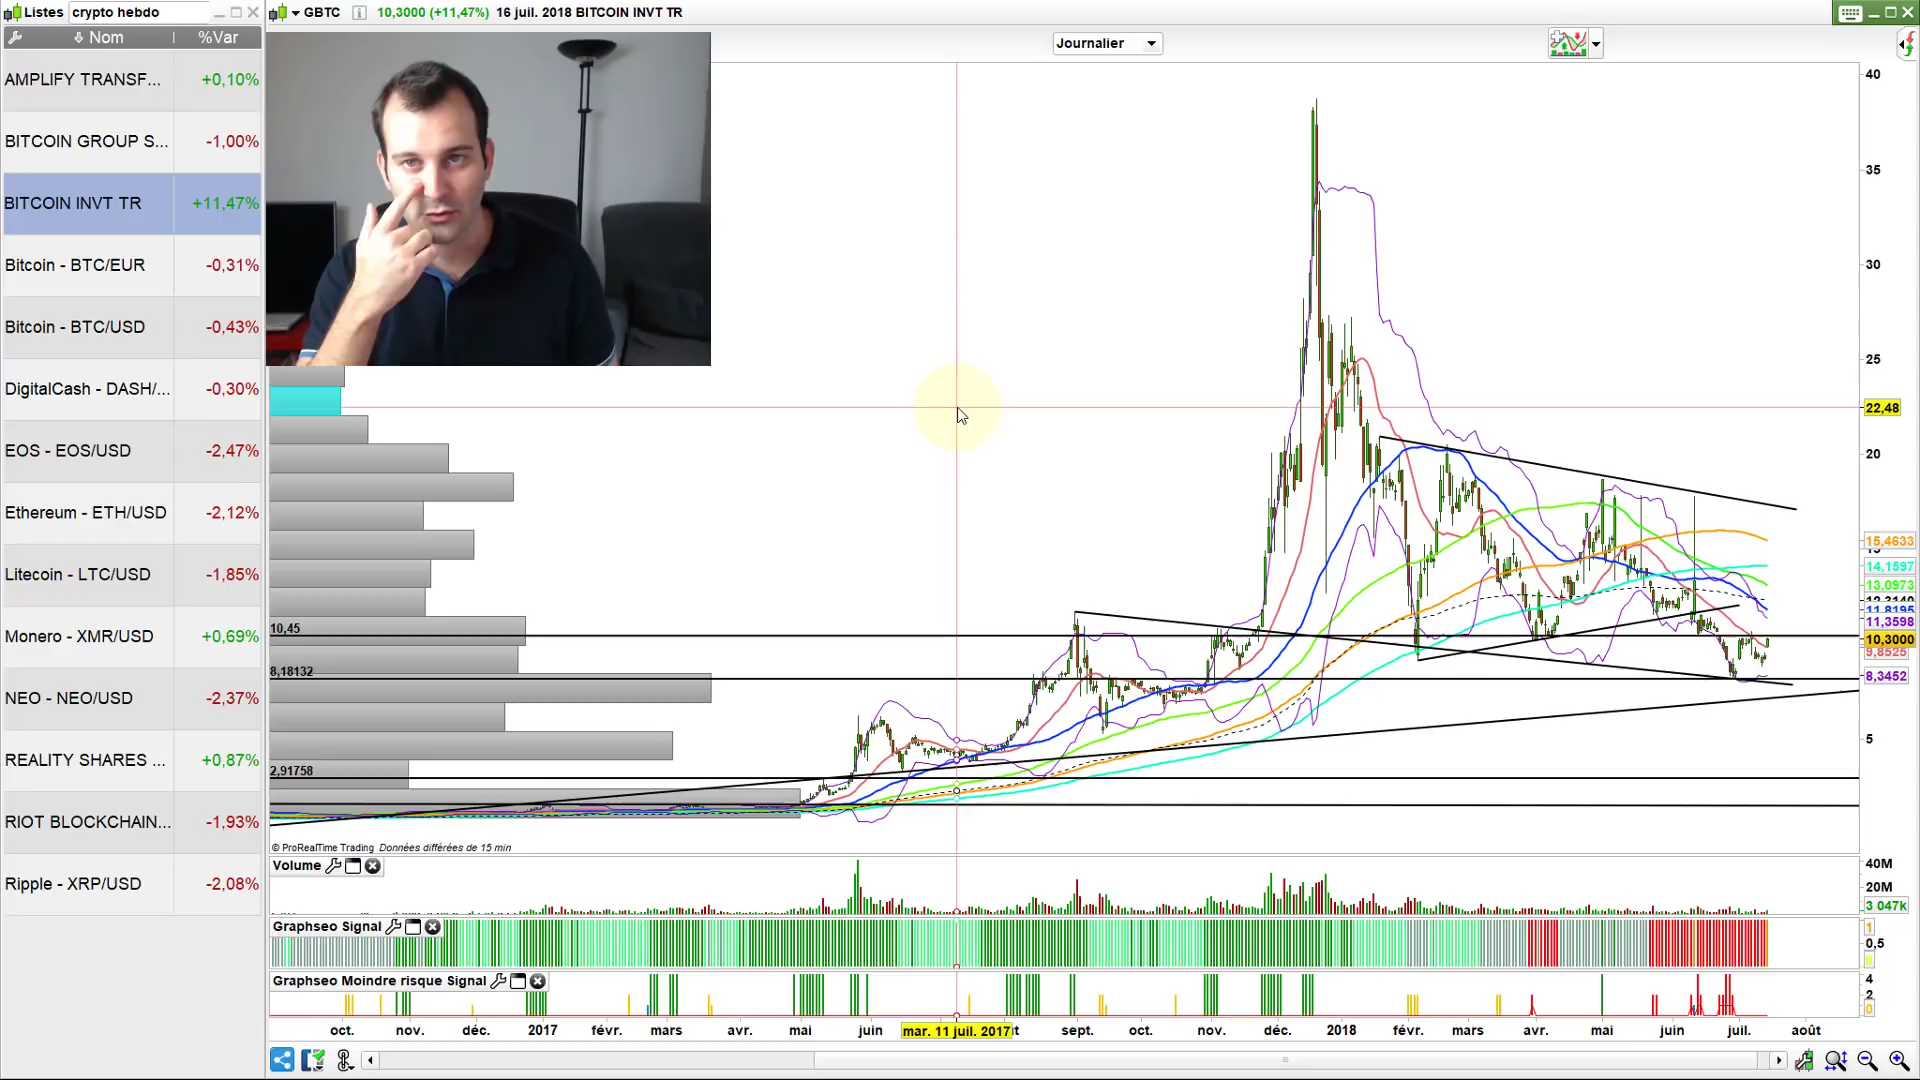 Listes crypto hebdo
Nom %Var
AMPLIFY TRANSF... +0,10%
BITCOIN GROUP S... -1,00%
BITCOIN INVT TR +11,47%
Bitcoin - BTC/EUR -0,31%
Bitcoin - BTC/USD -0,43%
DigitalCash - DASH/... -0,30%
EOS - EOS/USD -2,47%
Ethereum - ETH/USD -2,12%
Litecoin - LTC/USD -1,85%
Monero - XMR/USD +0,69%
NEO - NEO/USD -2,37%
REALITY SHARES ... +0,87%
RIOT BLOCKCHAIN... -1,93%
Ripple - XRP/USD -2,08%
GBTC 10,3000 (+11,47%) 16 juil. 2018 BITCOIN INVT TR
Journalier
40
35
30
25
22,48
20
15,4633
15
14,1597
13,0973
11,8195
11,3598
10,3000
9,8525
8,3452
5
10,45
8,18132
2,91758
© ProRealTime Trading Données différées de 15 min
Volume
40M
20M
3 047k
Graphseo Signal
1
0,5
0
Graphseo Moindre risque Signal
4
2
0
oct. nov. déc. 2017 févr. mars avr. mai juin mar. 11 juil. 2017 sept. oct. nov. déc. 2018 févr. mars avr. mai juin juil. août